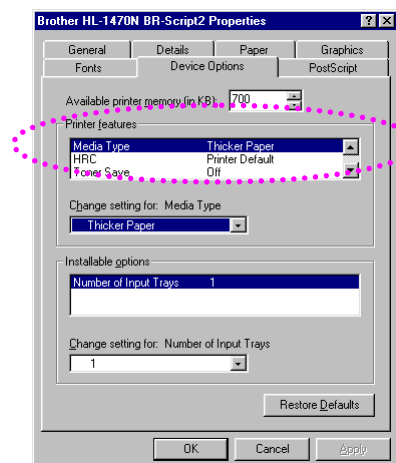 Brother HL-1470N BR-Script2 Properties
General Details Paper Graphics
Fonts Device Options PostScript
Available printer memory (in KB): 700
Printer features
Media Type Thicker Paper
HRC Printer Default
Toner Save Off
Change setting for: Media Type
Thicker Paper
Installable options
Number of Input Trays 1
Change setting for: Number of Input Trays
1
Restore Defaults
OK Cancel Apply